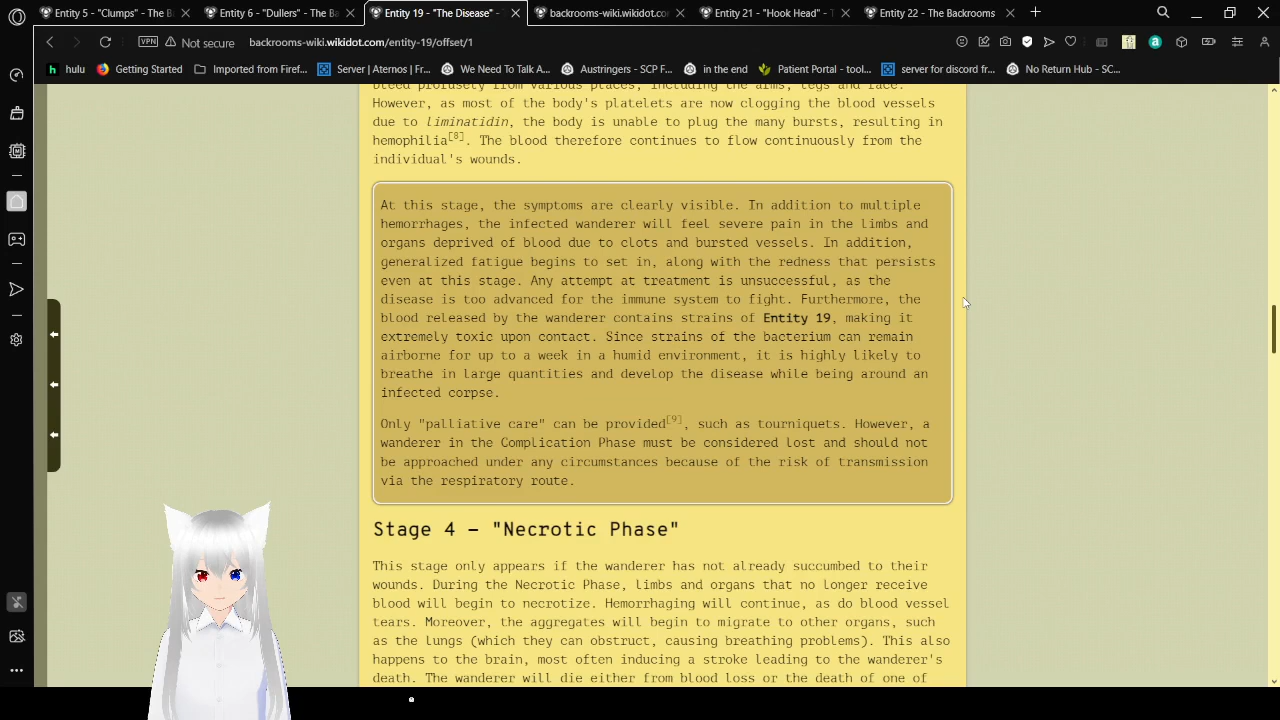 Entity 5 - "Clumps" - The B
Entity 6 - "Dullers" - The Ba
Entity 19 - "The Disease" -
backrooms-wiki.wikidot.co
Entity 21 - "Hook Head" - T
Entity 22 - The Backrooms
VPN Not secure backrooms-wiki.wikidot.com/entity-19/offset/1
hulu
Getting Started
Imported from Firef...
Server | Aternos | Fr...
We Need To Talk A...
Austringers - SCP F...
in the end
Patient Portal - tool...
server for discord fr...
No Return Hub - SC...
bleed profusely from various places, including the arms, legs and face.
However, as most of the body's platelets are now clogging the blood vessels
due to liminatidin, the body is unable to plug the many bursts, resulting in
hemophilia[8]. The blood therefore continues to flow continuously from the
individual's wounds.
At this stage, the symptoms are clearly visible. In addition to multiple
hemorrhages, the infected wanderer will feel severe pain in the limbs and
organs deprived of blood due to clots and bursted vessels. In addition,
generalized fatigue begins to set in, along with the redness that persists
even at this stage. Any attempt at treatment is unsuccessful, as the
disease is too advanced for the immune system to fight. Furthermore, the
blood released by the wanderer contains strains of Entity 19, making it
extremely toxic upon contact. Since strains of the bacterium can remain
airborne for up to a week in a humid environment, it is highly likely to
breathe in large quantities and develop the disease while being around an
infected corpse.
Only "palliative care" can be provided[9], such as tourniquets. However, a
wanderer in the Complication Phase must be considered lost and should not
be approached under any circumstances because of the risk of transmission
via the respiratory route.
Stage 4 - "Necrotic Phase"
This stage only appears if the wanderer has not already succumbed to their
wounds. During the Necrotic Phase, limbs and organs that no longer receive
blood will begin to necrotize. Hemorrhaging will continue, as do blood vessel
tears. Moreover, the aggregates will begin to migrate to other organs, such
as the lungs (which they can obstruct, causing breathing problems). This also
happens to the brain, most often inducing a stroke leading to the wanderer's
death. The wanderer will die either from blood loss or the death of one of